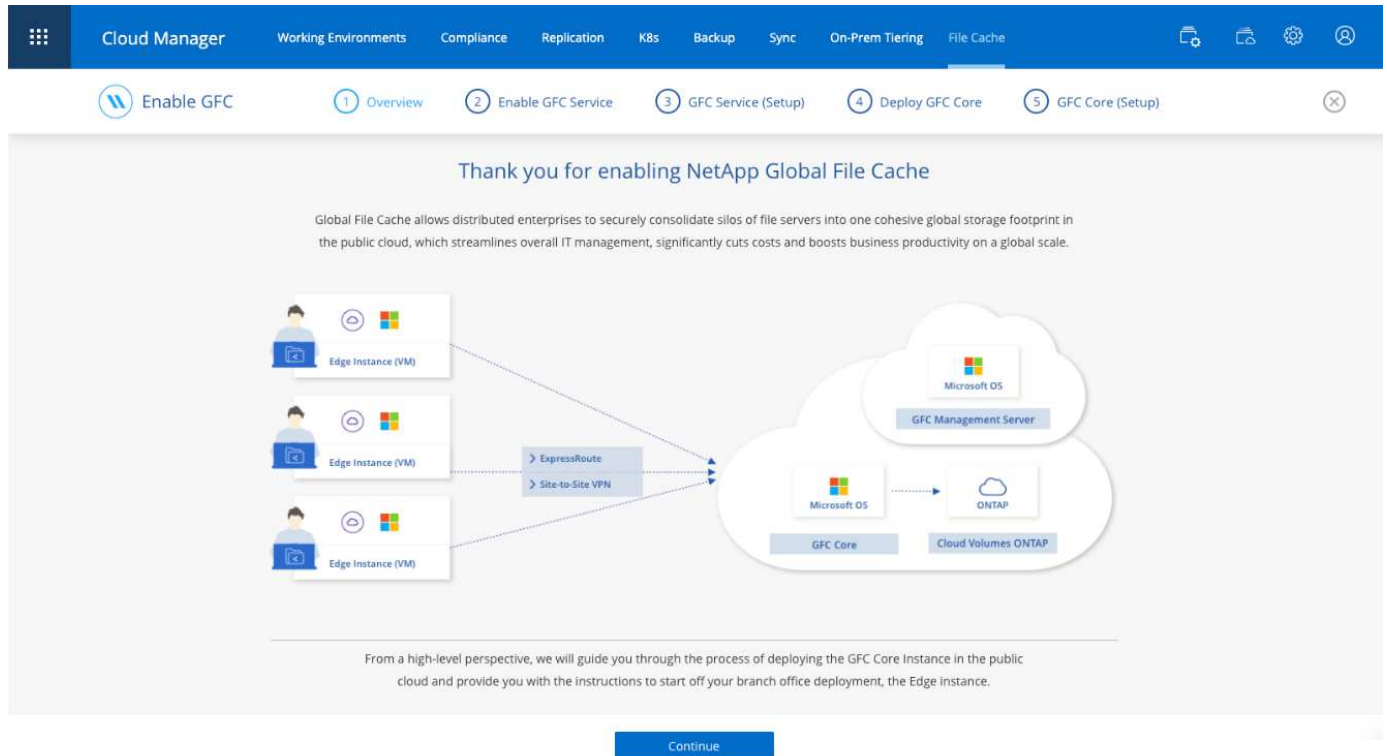 Cloud Manager
Working Environments
Compliance
Replication
K8s
Backup
Sync
On-Prem Tiering
File Cache
Enable GFC
1 Overview
2 Enable GFC Service
3 GFC Service (Setup)
4 Deploy GFC Core
5 GFC Core (Setup)
Thank you for enabling NetApp Global File Cache
Global File Cache allows distributed enterprises to securely consolidate silos of file servers into one cohesive global storage footprint in
the public cloud, which streamlines overall IT management, significantly cuts costs and boosts business productivity on a global scale.
Edge Instance (VM)
Edge Instance (VM)
Edge Instance (VM)
> ExpressRoute
> Site-to-Site VPN
Microsoft OS
GFC Management Server
Microsoft OS
GFC Core
ONTAP
Cloud Volumes ONTAP
From a high-level perspective, we will guide you through the process of deploying the GFC Core Instance in the public
cloud and provide you with the instructions to start off your branch office deployment, the Edge instance.
Continue